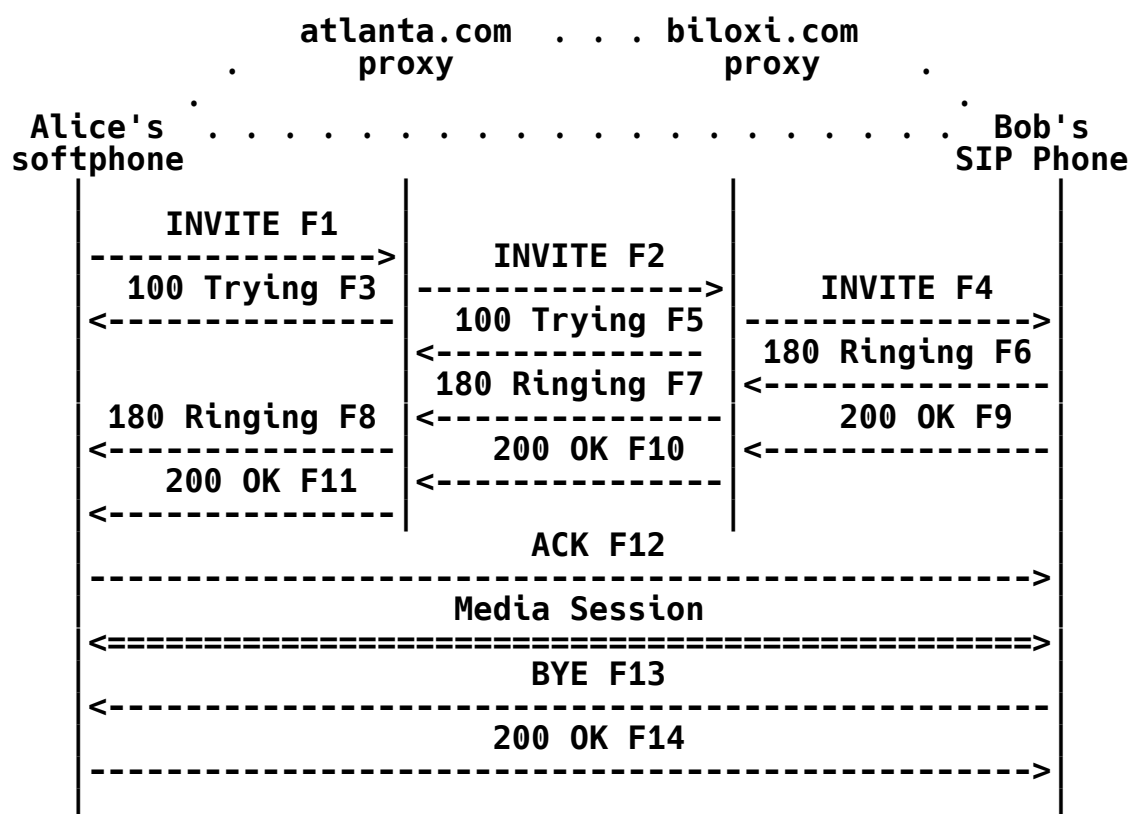 atlanta.com . . . biloxi.com
. proxy proxy .
. .
Alice's . . . . . . . . . . . . . . . . . . . . Bob's
softphone SIP Phone
| | | |
| INVITE F1 | | |
|--------------->| INVITE F2 | |
| 100 Trying F3 |--------------->| INVITE F4 |
|<---------------| 100 Trying F5 |--------------->|
| |<-------------- | 180 Ringing F6 |
| | 180 Ringing F7 |<---------------|
| 180 Ringing F8 |<---------------| 200 OK F9 |
|<---------------| 200 OK F10 |<---------------|
| 200 OK F11 |<---------------| |
|<---------------| | |
| ACK F12 |
|------------------------------------------------->|
| Media Session |
|<================================================>|
| BYE F13 |
|<-------------------------------------------------|
| 200 OK F14 |
|------------------------------------------------->|
| |